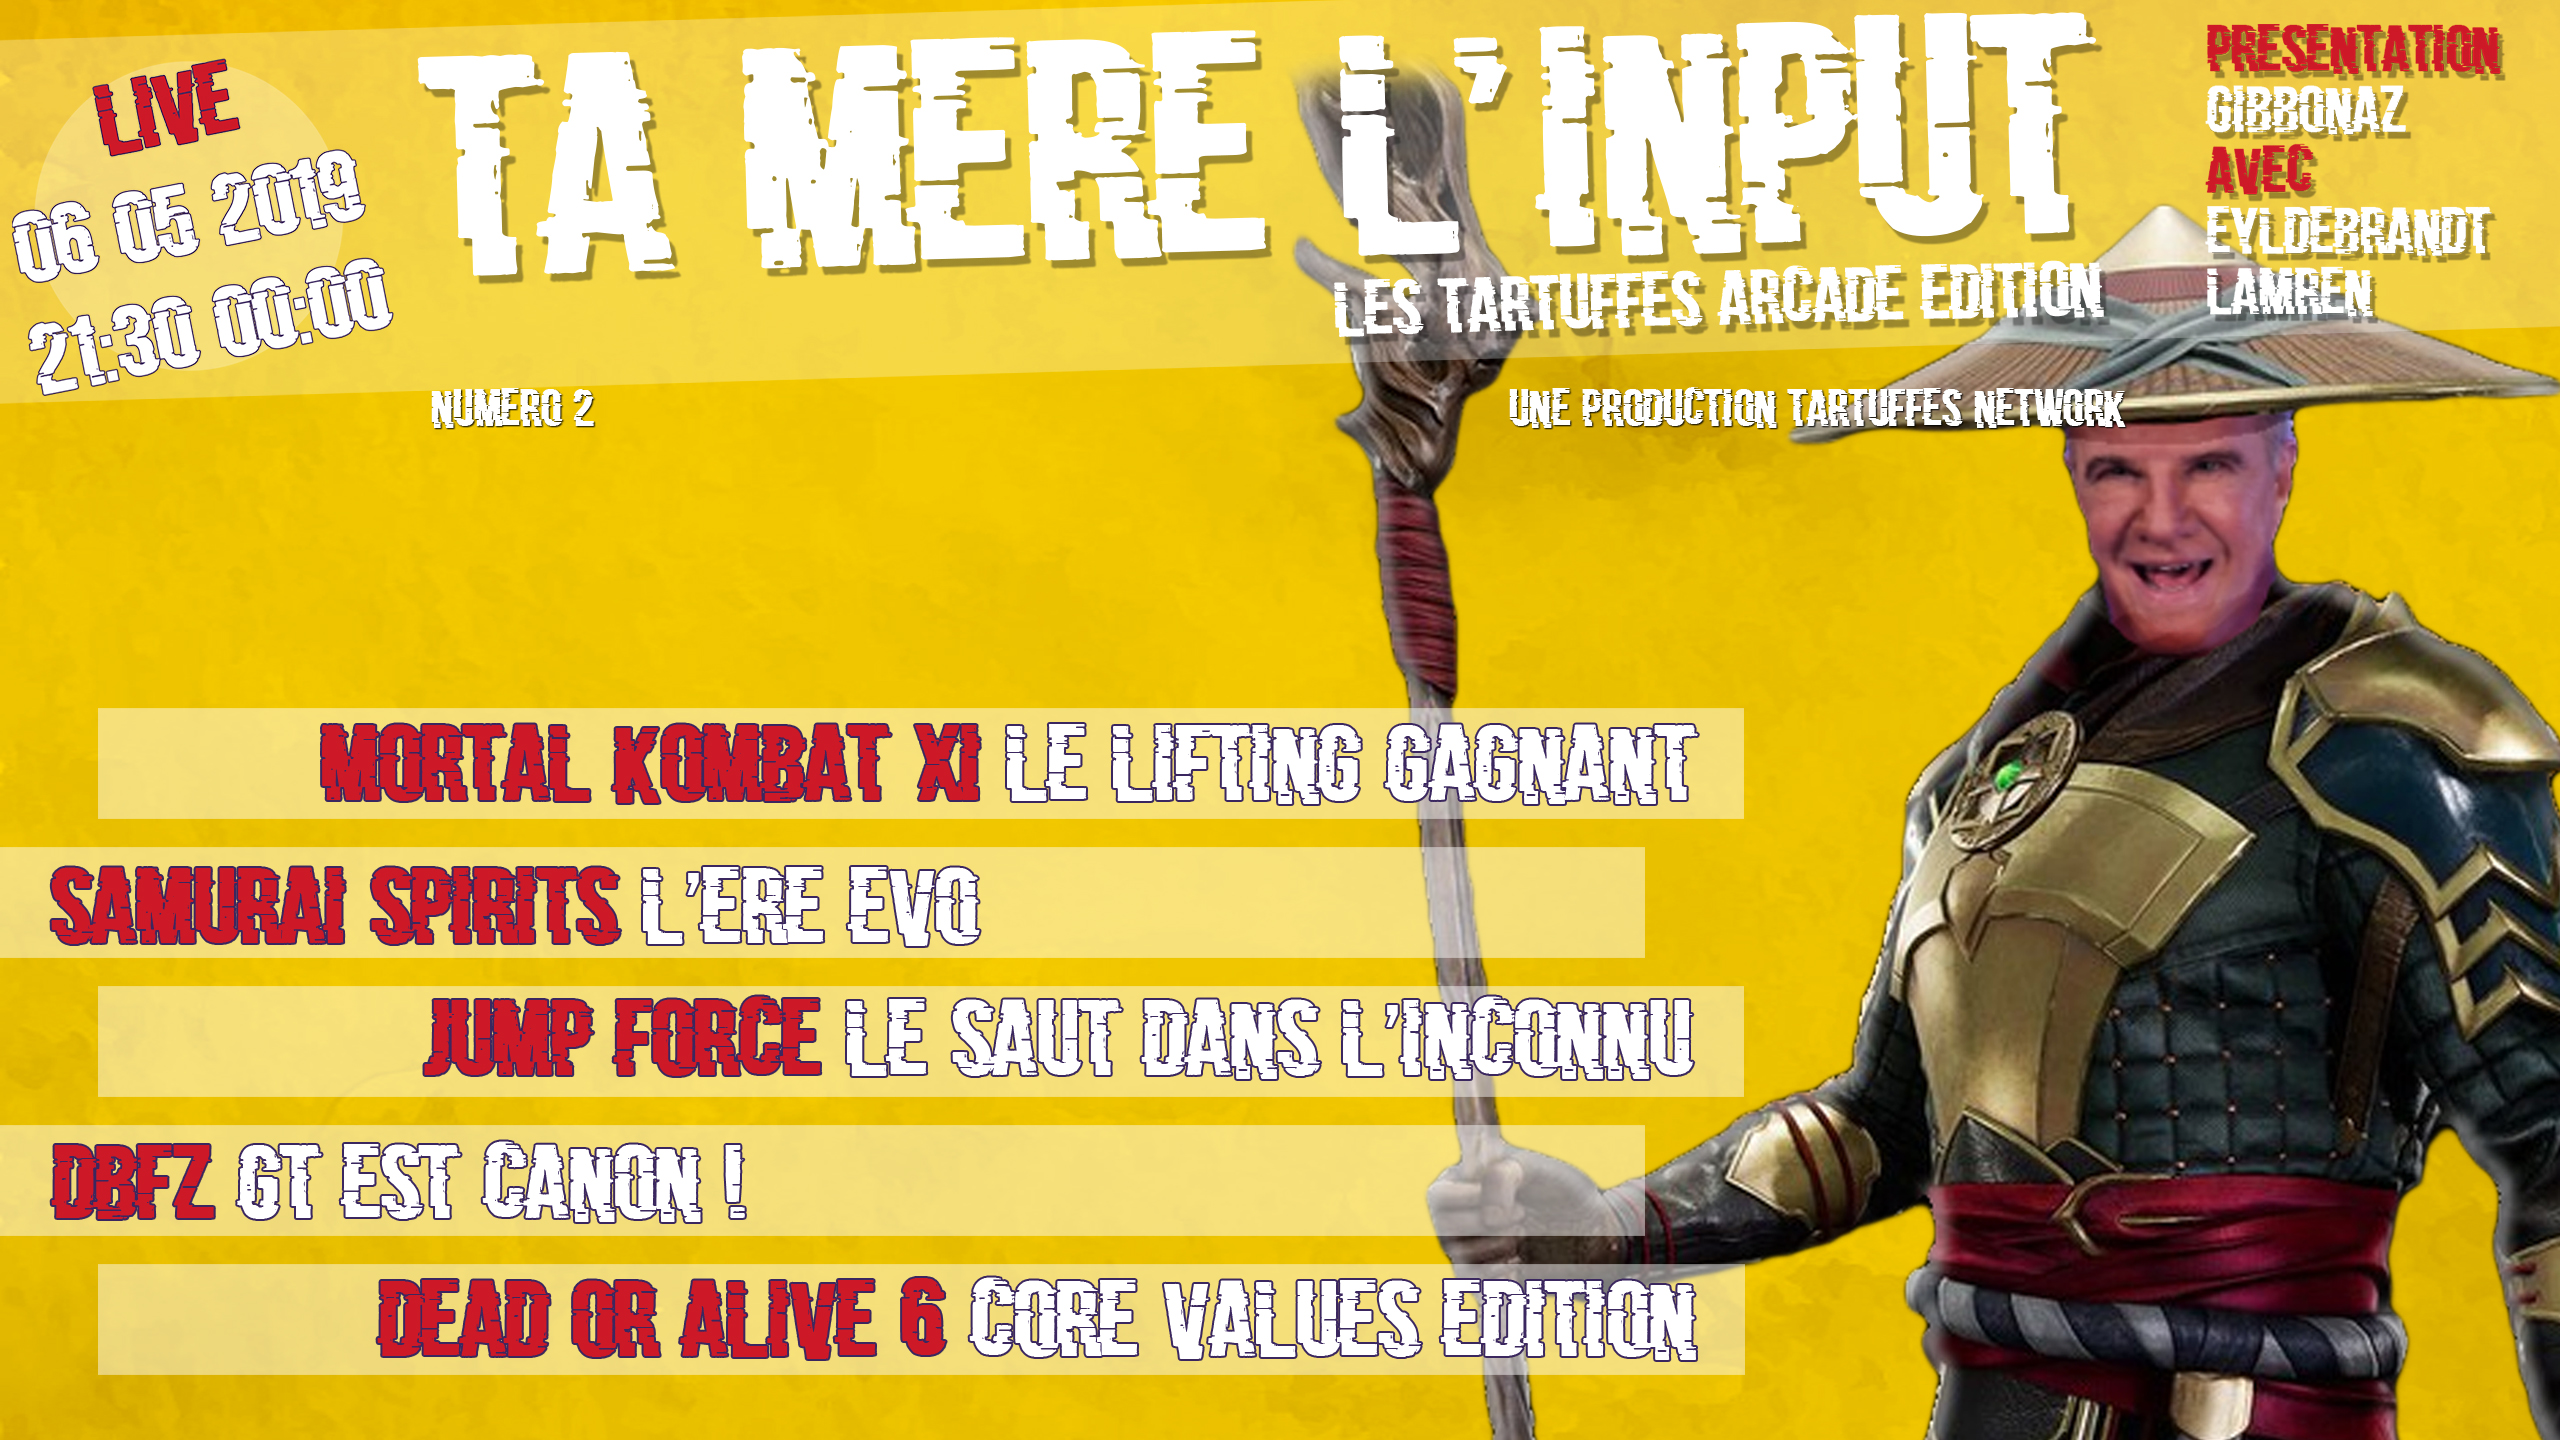 LIVE
06 05 2019
21:30 00:00
TA MERE L'INPUT
LES TARTUFFES ARCADE EDITION
PRESENTATION
GIBBONAZ
AVEC
EYLDEBRANDT
LAMREN
NUMERO 2
UNE PRODUCTION TARTUFFES NETWORK
MORTAL KOMBAT XI LE LIFTING GAGNANT
SAMURAI SPIRITS L'ERE EVO
JUMP FORCE LE SAUT DANS L'INCONNU
DBFZ GT EST CANON !
DEAD OR ALIVE 6 CORE VALUES EDITION